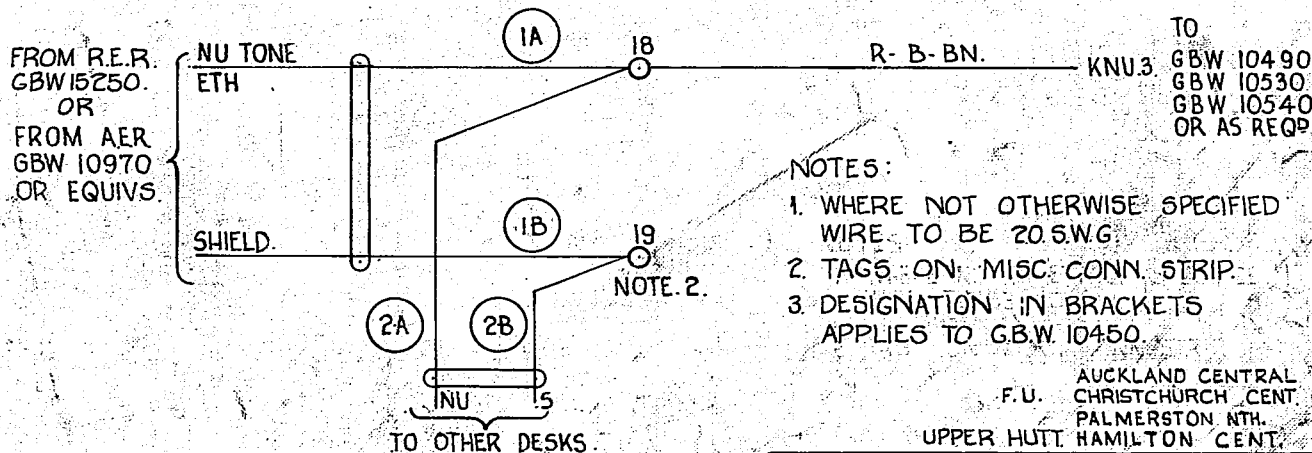 FROM R.E.R.
GBW 15250.
OR
FROM AER
GBW 10970
OR EQUIVS.
NU TONE
ETH
SHIELD.
1A
18
R- B- BN.
KNU.3.
TO
GBW 10490
GBW 10530
GBW 10540
OR AS REQD
1B
19
NOTE. 2.
2A
2B
NU
S
TO OTHER DESKS.
NOTES:
1. WHERE NOT OTHERWISE SPECIFIED
WIRE TO BE 20.S.W.G.
2. TAGS ON MISC. CONN. STRIP.
3. DESIGNATION IN BRACKETS
APPLIES TO G.B.W. 10450.
AUCKLAND CENTRAL
F.U. CHRISTCHURCH CENT.
PALMERSTON NTH.
UPPER HUTT HAMILTON CENT.